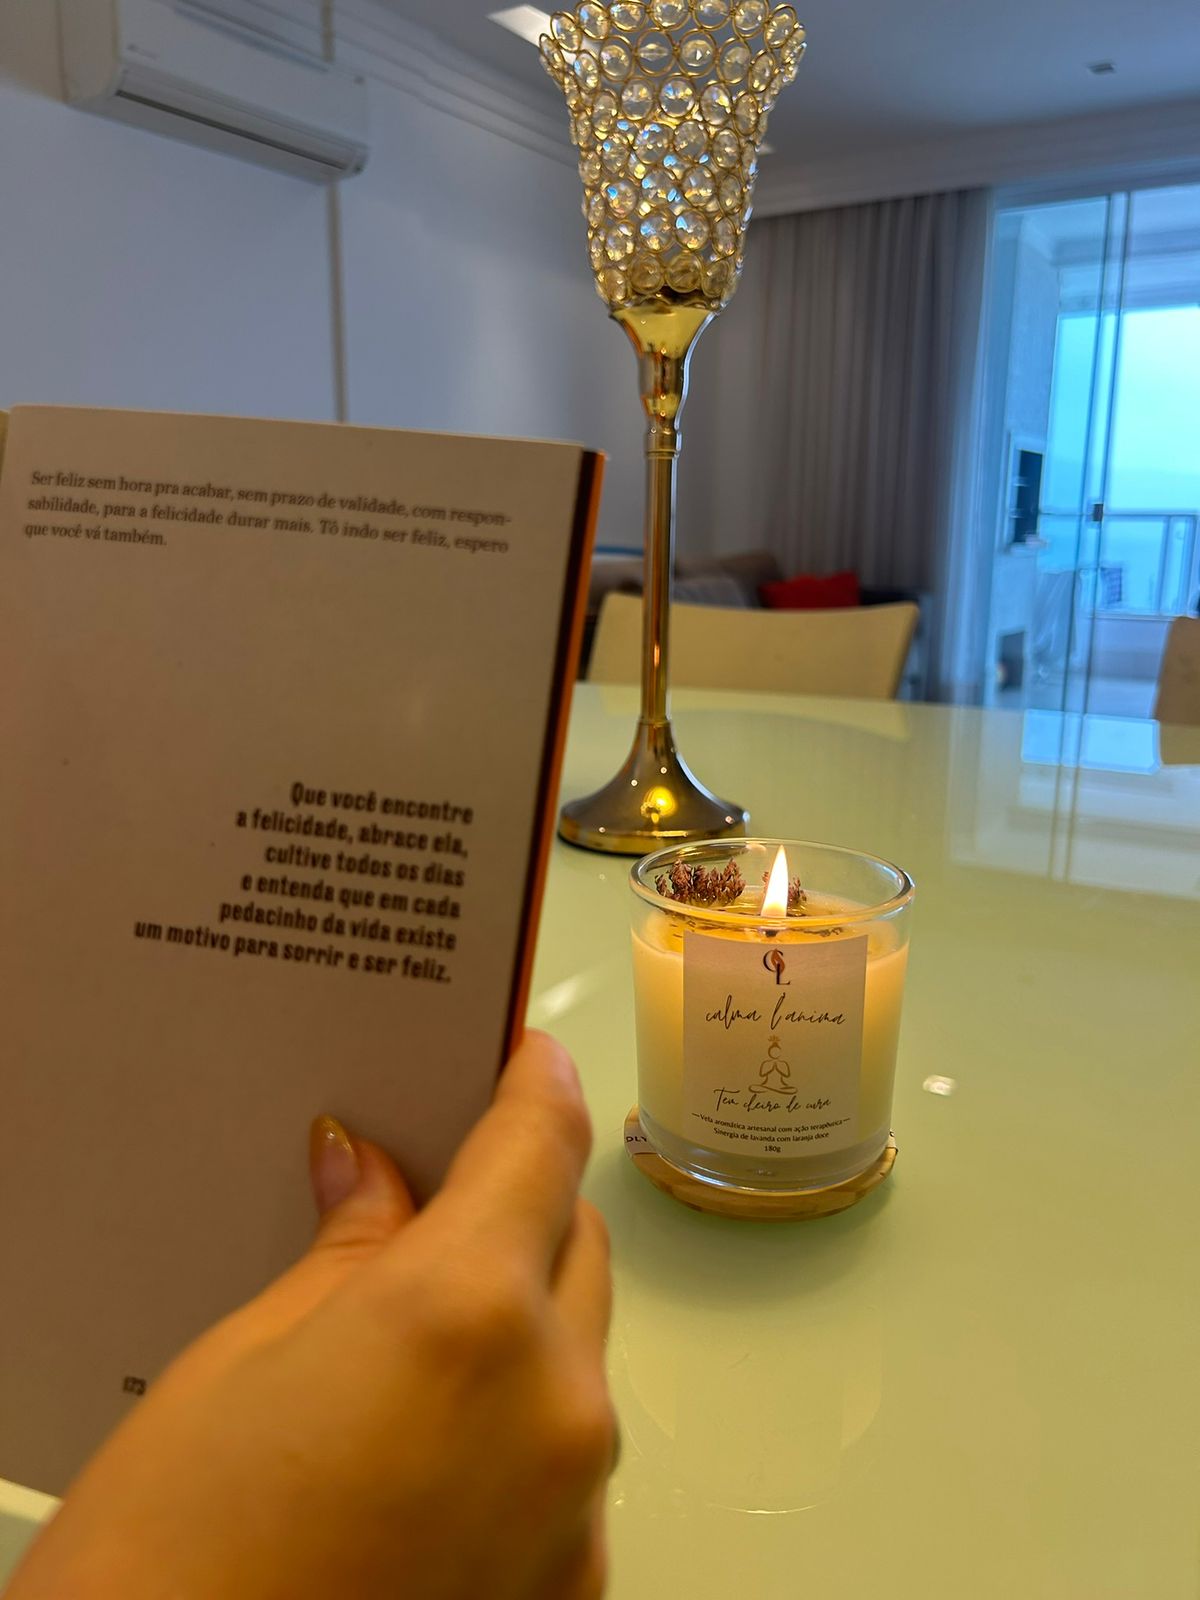 Ser feliz sem hora pra acabar, sem prazo de validade, com respon-
sabilidade, para a felicidade durar mais. Tô indo ser feliz, espero
que você vá também.
Que você encontre
a felicidade, abrace ela,
cultive todos os dias
e entenda que em cada
pedacinho da vida existe
um motivo para sorrir e ser feliz.
173
CL
calma l'anima
Tem cheiro de cura
Vela aromática artesanal com ação terapêutica
Sinergia de lavanda com laranja doce
180g